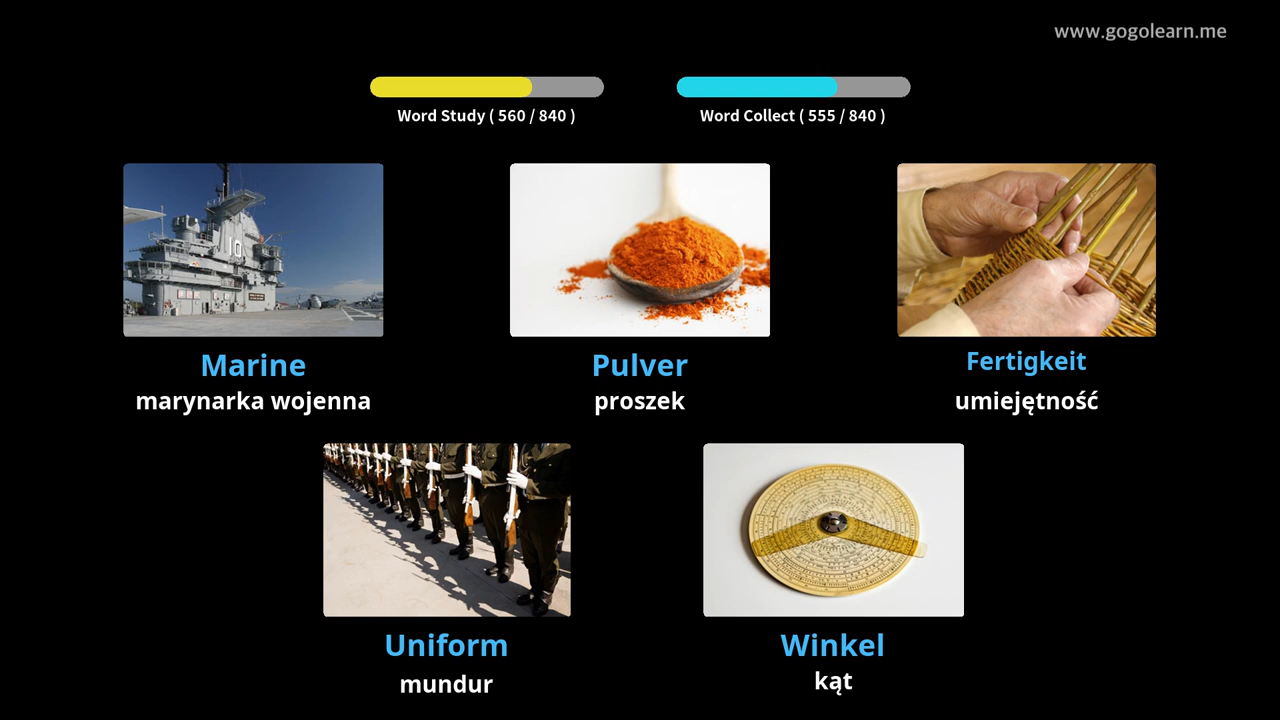 www.gogolearn.me
Word Study ( 560 / 840 )
Word Collect ( 555 / 840 )
10
Marine
marynarka wojenna
Pulver
proszek
Fertigkeit
umiejętność
Uniform
mundur
Winkel
kąt